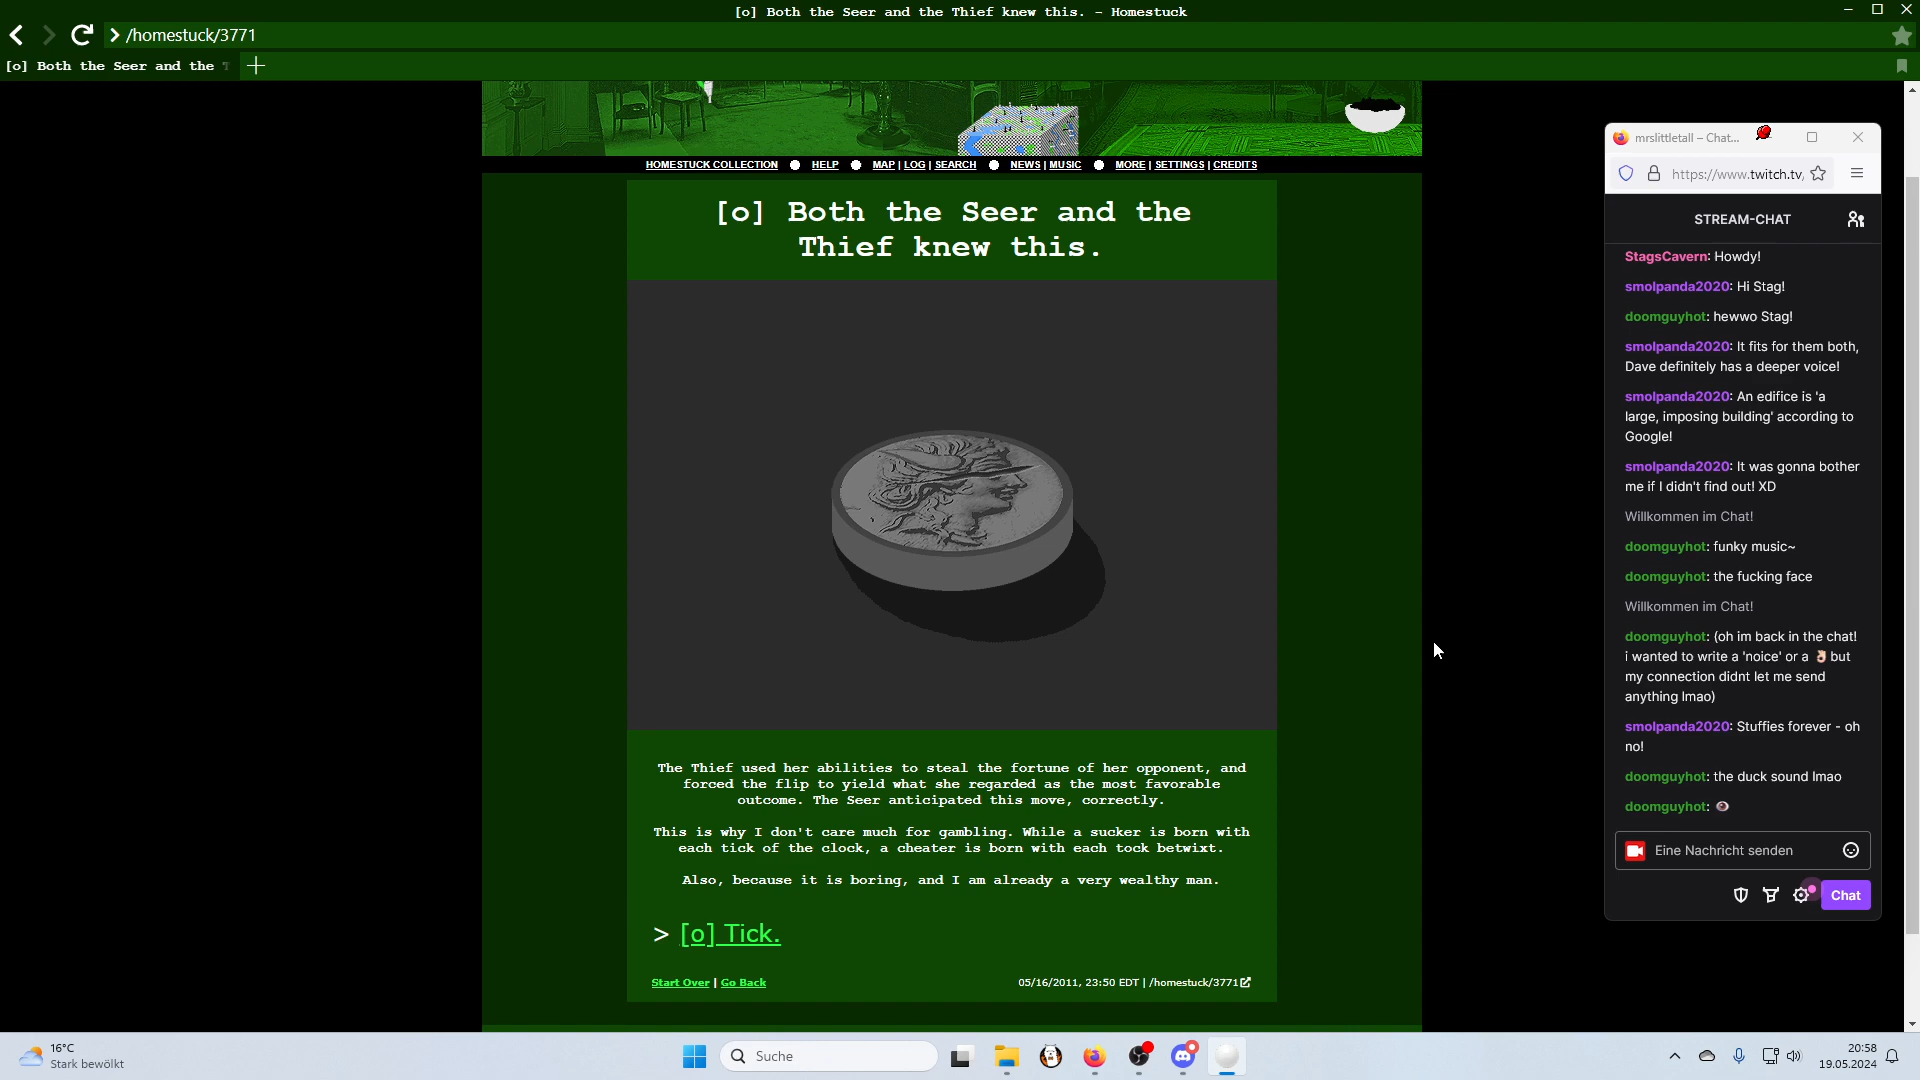 [o] Both the Seer and the Thief knew this. - Homestuck
/homestuck/3771
[o] Both the Seer and the
HOMESTUCK COLLECTION HELP MAP | LOG | SEARCH NEWS | MUSIC MORE | SETTINGS | CREDITS
[o] Both the Seer and the
Thief knew this.
The Thief used her abilities to steal the fortune of her opponent, and
forced the flip to yield what she regarded as the most favorable
outcome. The Seer anticipated this move, correctly.
This is why I don't care much for gambling. While a sucker is born with
each tick of the clock, a cheater is born with each tock betwixt.
Also, because it is boring, and I am already a very wealthy man.
> [o] Tick.
Start Over | Go Back
05/16/2011, 23:50 EDT | /homestuck/3771
mrslittletall – Chat...
https://www.twitch.tv
STREAM-CHAT
StagsCavern: Howdy!
smolpanda2020: Hi Stag!
doomguyhot: hewwo Stag!
smolpanda2020: It fits for them both,
Dave definitely has a deeper voice!
smolpanda2020: An edifice is 'a
large, imposing building' according to
Google!
smolpanda2020: It was gonna bother
me if I didn't find out! XD
Willkommen im Chat!
doomguyhot: funky music~
doomguyhot: the fucking face
Willkommen im Chat!
doomguyhot: (oh im back in the chat!
i wanted to write a 'noice' or a 👌 but
my connection didnt let me send
anything lmao)
smolpanda2020: Stuffies forever - oh
no!
doomguyhot: the duck sound lmao
doomguyhot: 👁
Eine Nachricht senden
Chat
16°C
Stark bewölkt
Suche
20:58
19.05.2024